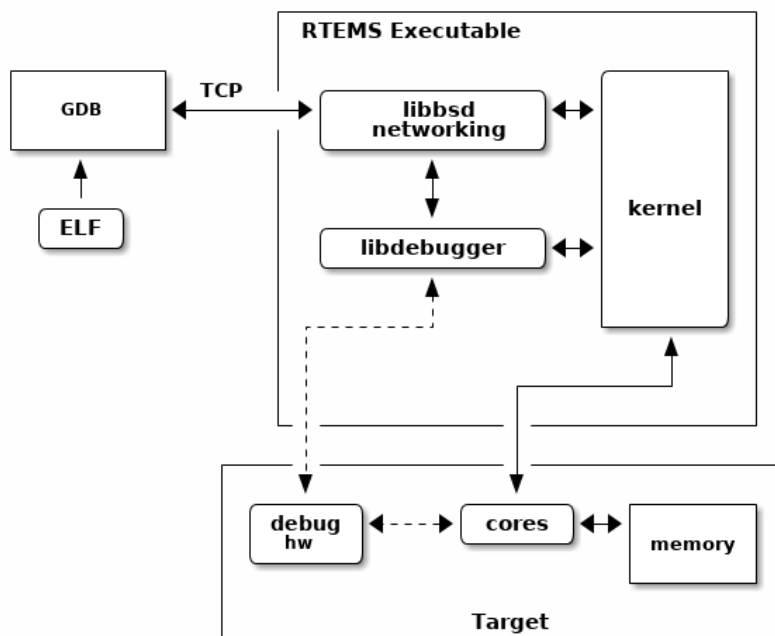 RTEMS Executable
TCP
GDB
libbsd
networking
kernel
ELF
libdebugger
debug
hw
cores
memory
Target